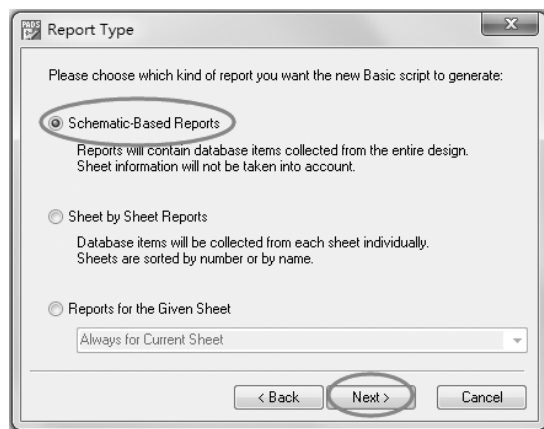 PADS
Report Type
Please choose which kind of report you want the new Basic script to generate:
Schematic-Based Reports
Reports will contain database items collected from the entire design.
Sheet information will not be taken into account.
Sheet by Sheet Reports
Database items will be collected from each sheet individually.
Sheets are sorted by number or by name.
Reports for the Given Sheet
Always for Current Sheet
< Back
Next >
Cancel